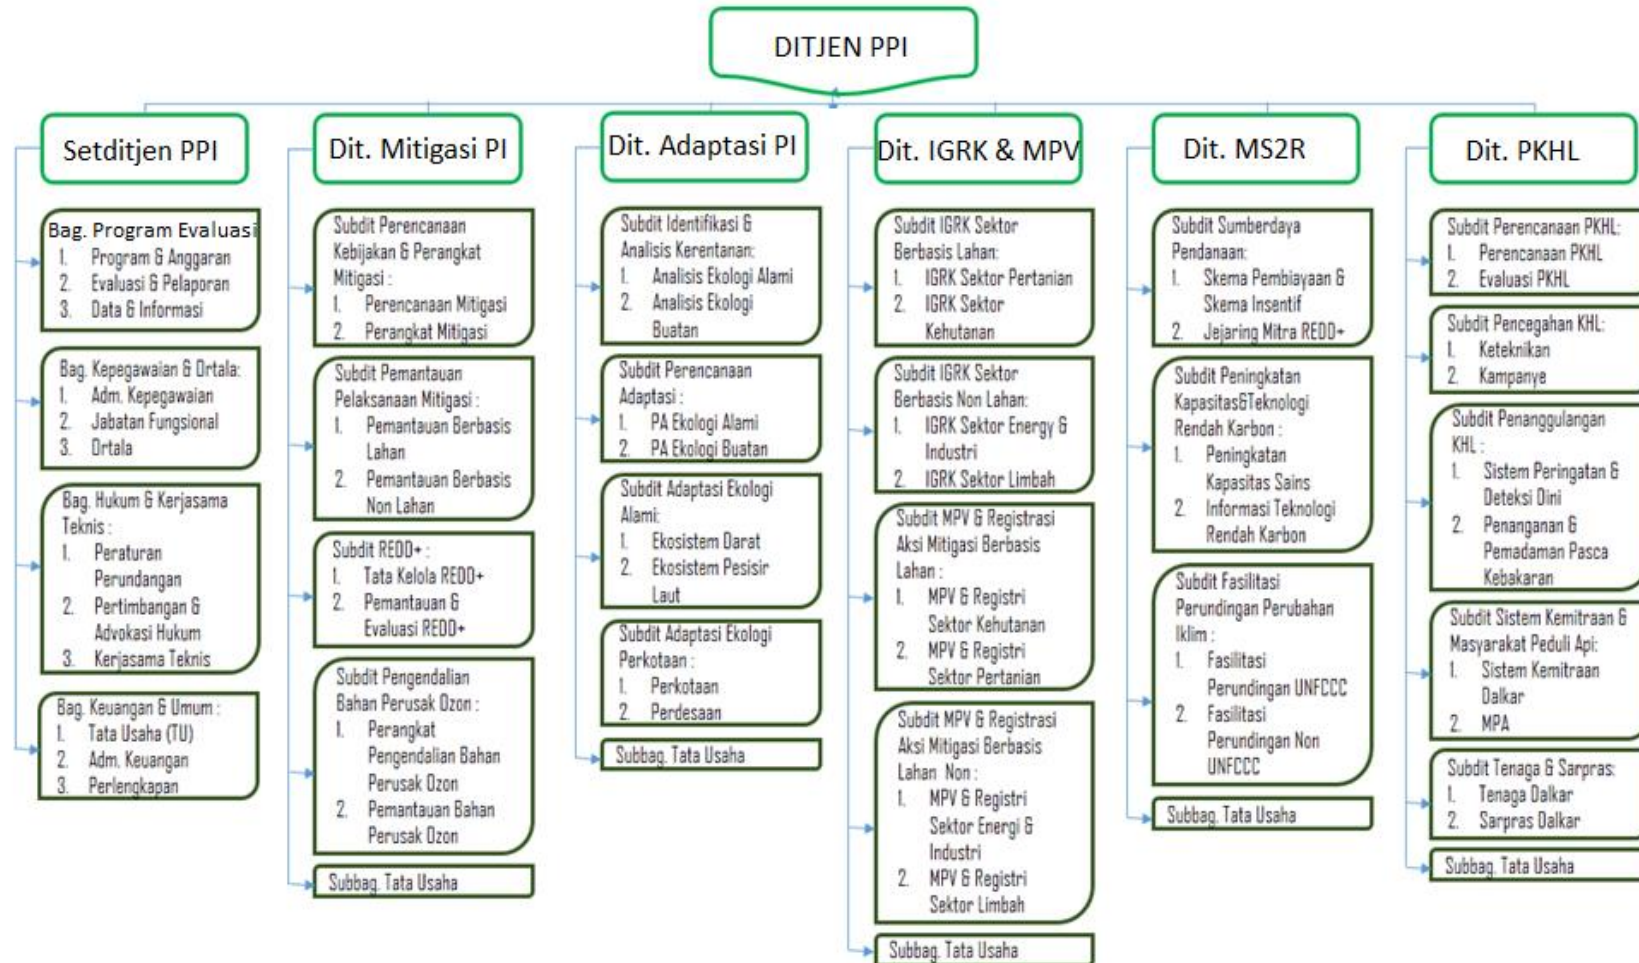 DITJEN PPI
Setditjen PPI
Bag. Program Evaluasi
1. Program & Anggaran
2. Evaluasi & Pelaporan
3. Data & Informasi
Bag. Kepegawaian & Ortala:
1. Adm. Kepegawaian
2. Jabatan Fungsional
3. Ortala
Bag. Hukum & Kerjasama
Teknis :
1. Peraturan
Perundangan
2. Pertimbangan &
Advokasi Hukum
3. Kerjasama Teknis
Bag. Keuangan & Umum :
1. Tata Usaha (TU)
2. Adm. Keuangan
3. Perlengkapan
Dit. Mitigasi PI
Subdit Perencanaan
Kebijakan & Perangkat
Mitigasi :
1. Perencanaan Mitigasi
2. Perangkat Mitigasi
Subdit Pemantauan
Pelaksanaan Mitigasi :
1. Pemantauan Berbasis
Lahan
2. Pemantauan Berbasis
Non Lahan
Subdit REDD+ :
1. Tata Kelola REDD+
2. Pemantauan &
Evaluasi REDD+
Subdit Pengendalian
Bahan Perusak Ozon :
1. Perangkat
Pengendalian Bahan
Perusak Ozon
2. Pemantauan Bahan
Perusak Ozon
Subbag. Tata Usaha
Dit. Adaptasi PI
Subdit Identifikasi &
Analisis Kerentanan:
1. Analisis Ekologi Alami
2. Analisis Ekologi
Buatan
Subdit Perencanaan
Adaptasi :
1. PA Ekologi Alami
2. PA Ekologi Buatan
Subdit Adaptasi Ekologi
Alami:
1. Ekosistem Darat
2. Ekosistem Pesisir
Laut
Subdit Adaptasi Ekologi
Perkotaan :
1. Perkotaan
2. Perdesaan
Subbag. Tata Usaha
Dit. IGRK & MPV
Subdit IGRK Sektor
Berbasis Lahan:
1. IGRK Sektor Pertanian
2. IGRK Sektor
Kehutanan
Subdit IGRK Sektor
Berbasis Non Lahan:
1. IGRK Sektor Energy &
Industri
2. IGRK Sektor Limbah
Subdit MPV & Registrasi
Aksi Mitigasi Berbasis
Lahan :
1. MPV & Registri
Sektor Kehutanan
2. MPV & Registri
Sektor Pertanian
Subdit MPV & Registrasi
Aksi Mitigasi Berbasis
Lahan Non :
1. MPV & Registri
Sektor Energi &
Industri
2. MPV & Registri
Sektor Limbah
Subbag. Tata Usaha
Dit. MS2R
Subdit Sumberdaya
Pendanaan:
1. Skema Pembiayaan &
Skema Insentif
2. Jejaring Mitra REDD+
Subdit Peningkatan
Kapasitas&Teknologi
Rendah Karbon :
1. Peningkatan
Kapasitas Sains
2. Informasi Teknologi
Rendah Karbon
Subdit Fasilitasi
Perundingan Perubahan
Iklim :
1. Fasilitasi
Perundingan UNFCCC
2. Fasilitasi
Perundingan Non
UNFCCC
Subbag. Tata Usaha
Dit. PKHL
Subdit Perencanaan PKHL:
1. Perencanaan PKHL
2. Evaluasi PKHL
Subdit Pencegahan KHL:
1. Keteknikan
2. Kampanye
Subdit Penanggulangan
KHL :
1. Sistem Peringatan &
Deteksi Dini
2. Penanganan &
Pemadaman Pasca
Kebakaran
Subdit Sistem Kemitraan &
Masyarakat Peduli Api:
1. Sistem Kemitraan
Dalkar
2. MPA
Subdit Tenaga & Sarpras:
1. Tenaga Dalkar
2. Sarpras Dalkar
Subbag. Tata Usaha